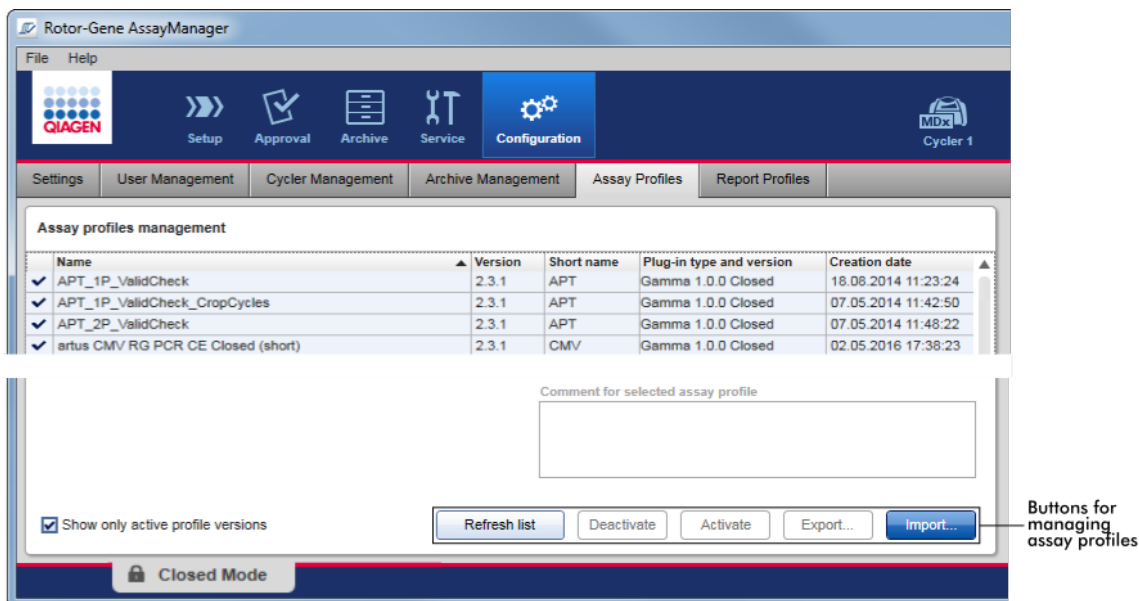 Rotor-Gene AssayManager
File Help
QIAGEN
Setup Approval Archive Service Configuration
MDx
Cycler 1
Settings User Management Cycler Management Archive Management Assay Profiles Report Profiles
Assay profiles management
Name Version Short name Plug-in type and version Creation date
APT_1P_ValidCheck 2.3.1 APT Gamma 1.0.0 Closed 18.08.2014 11:23:24
APT_1P_ValidCheck_CropCycles 2.3.1 APT Gamma 1.0.0 Closed 07.05.2014 11:42:50
APT_2P_ValidCheck 2.3.1 APT Gamma 1.0.0 Closed 07.05.2014 11:48:22
artus CMV RG PCR CE Closed (short) 2.3.1 CMV Gamma 1.0.0 Closed 02.05.2016 17:38:23
Comment for selected assay profile
Show only active profile versions
Refresh list Deactivate Activate Export... Import...
Buttons for
managing
assay profiles
Closed Mode